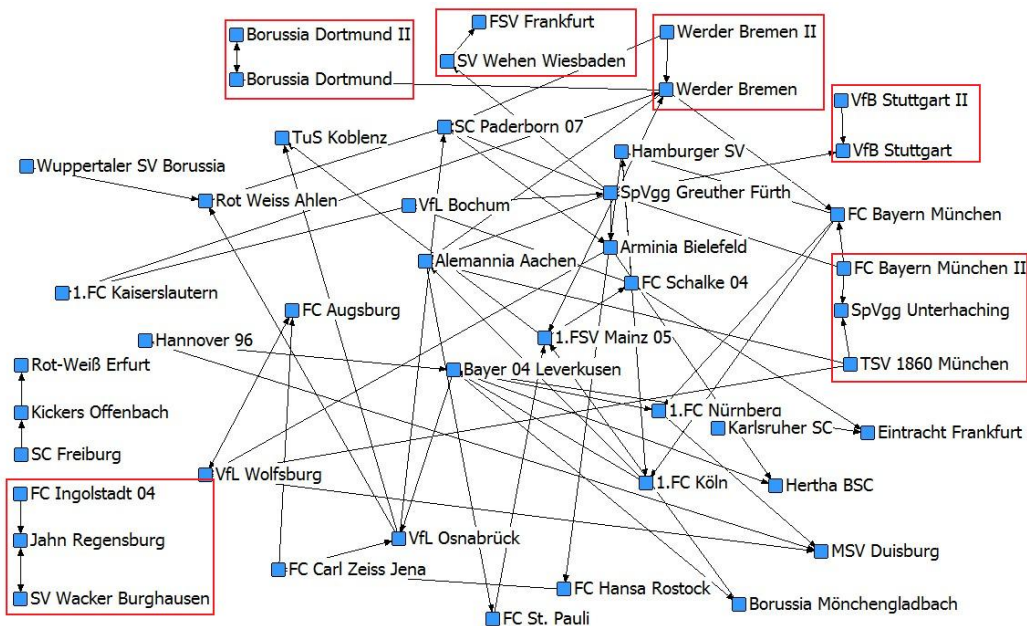 Borussia Dortmund II
FSV Frankfurt
Werder Bremen II
SV Wehen Wiesbaden
Borussia Dortmund
Werder Bremen
VfB Stuttgart II
SC Paderborn 07
TuS Koblenz
VfB Stuttgart
Hamburger SV
Wuppertaler SV Borussia
SpVgg Greuther Fürth
Rot Weiss Ahlen
VfL Bochum
FC Bayern München
Arminia Bielefeld
Alemannia Aachen
FC Bayern München II
FC Schalke 04
1.FC Kaiserslautern
FC Augsburg
SpVgg Unterhaching
Hannover 96
1.FSV Mainz 05
Rot-Weiß Erfurt
TSV 1860 München
Bayer 04 Leverkusen
Kickers Offenbach
1.FC Nürnberg
Karlsruher SC
Eintracht Frankfurt
SC Freiburg
VfL Wolfsburg
1.FC Köln
Hertha BSC
FC Ingolstadt 04
Jahn Regensburg
VfL Osnabrück
MSV Duisburg
FC Carl Zeiss Jena
FC Hansa Rostock
SV Wacker Burghausen
Borussia Mönchengladbach
FC St. Pauli